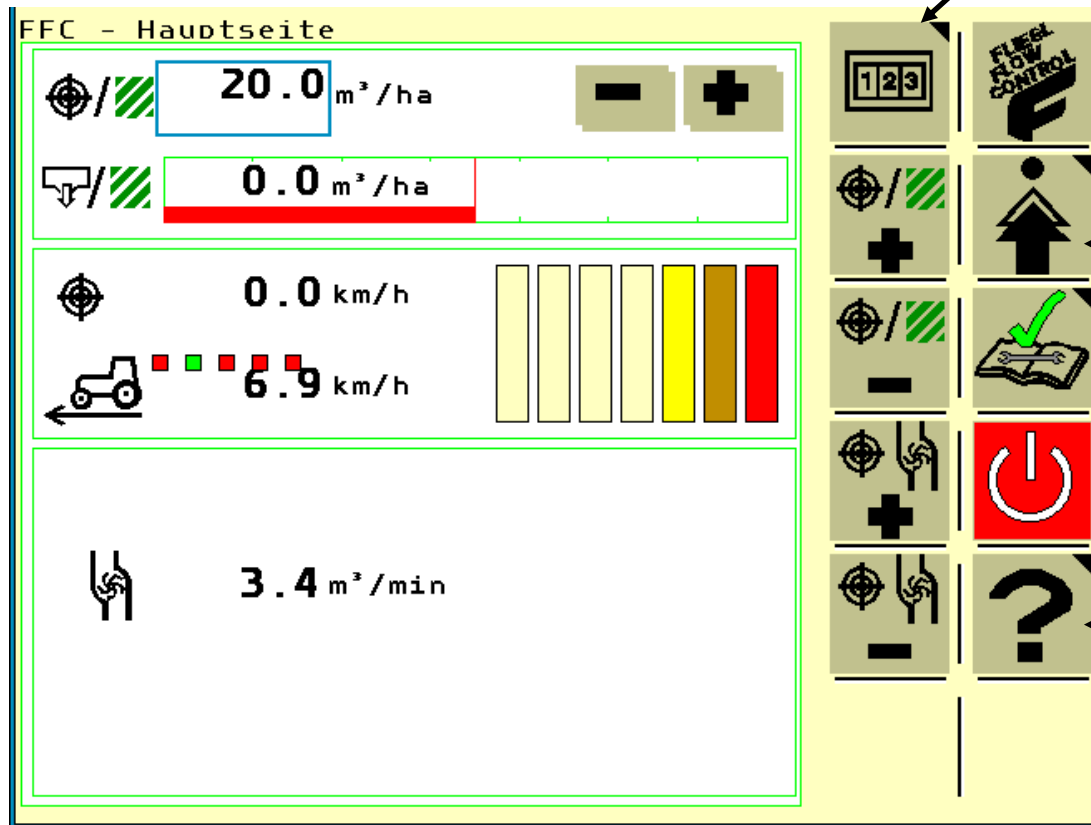 FFC - Hauptseite
20.0 m³/ha
0.0 m³/ha
0.0 km/h
6.9 km/h
3.4 m³/min
123
FLIEGL
FLOW
CONTROL
F
?